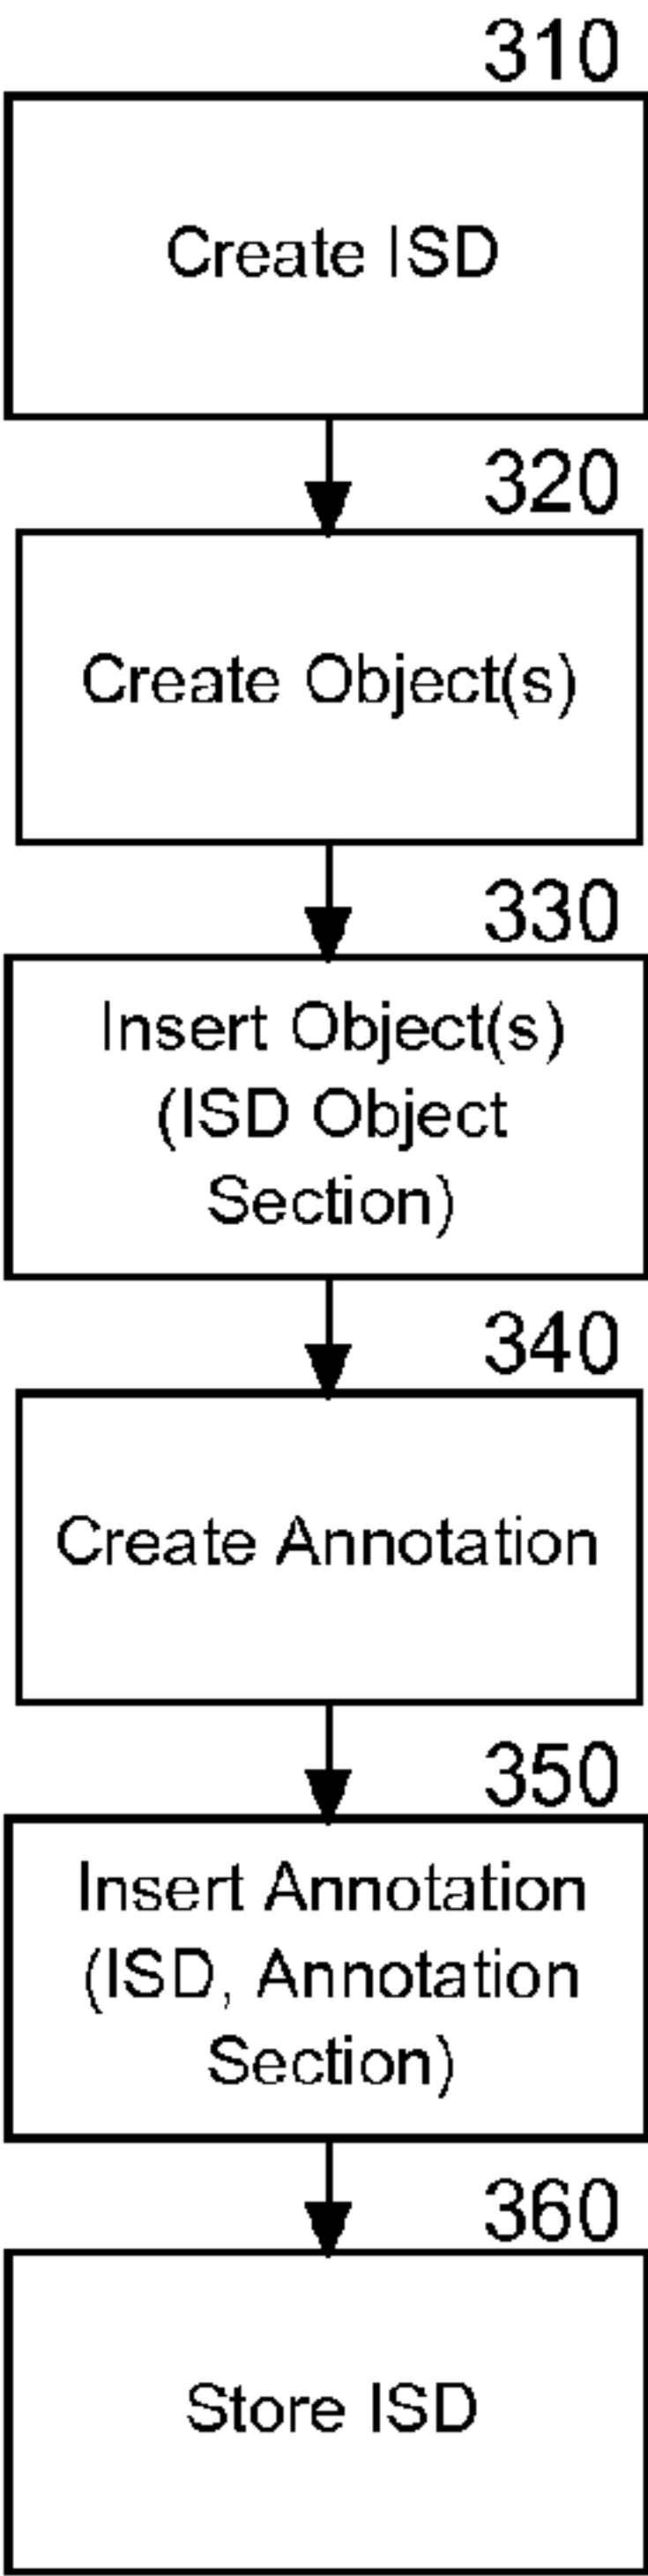 310
Create ISD
320
Create Object(s)
330
Insert Object(s)
(ISD Object
Section)
340
Create Annotation
350
Insert Annotation
(ISD, Annotation
Section)
360
Store ISD